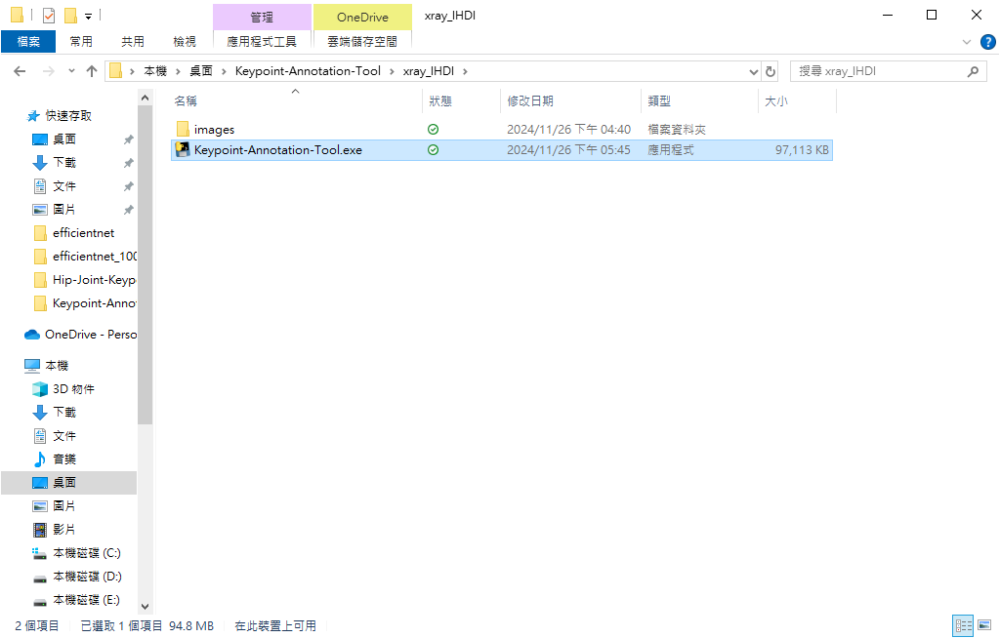 管理
OneDrive
xray_IHDI
檔案
常用
共用
檢視
應用程式工具
雲端儲存空間
本機 › 桌面 › Keypoint-Annotation-Tool › xray_IHDI ›
搜尋 xray_IHDI
名稱
狀態
修改日期
類型
大小
images
2024/11/26 下午 04:40
檔案資料夾
Keypoint-Annotation-Tool.exe
2024/11/26 下午 05:45
應用程式
97,113 KB
快速存取
桌面
下載
文件
圖片
efficientnet
efficientnet_100
Hip-Joint-Keyp
Keypoint-Anno
OneDrive - Perso
本機
3D 物件
下載
文件
音樂
桌面
圖片
影片
本機磁碟 (C:)
本機磁碟 (D:)
本機磁碟 (E:)
2 個項目
已選取 1 個項目 94.8 MB
在此裝置上可用